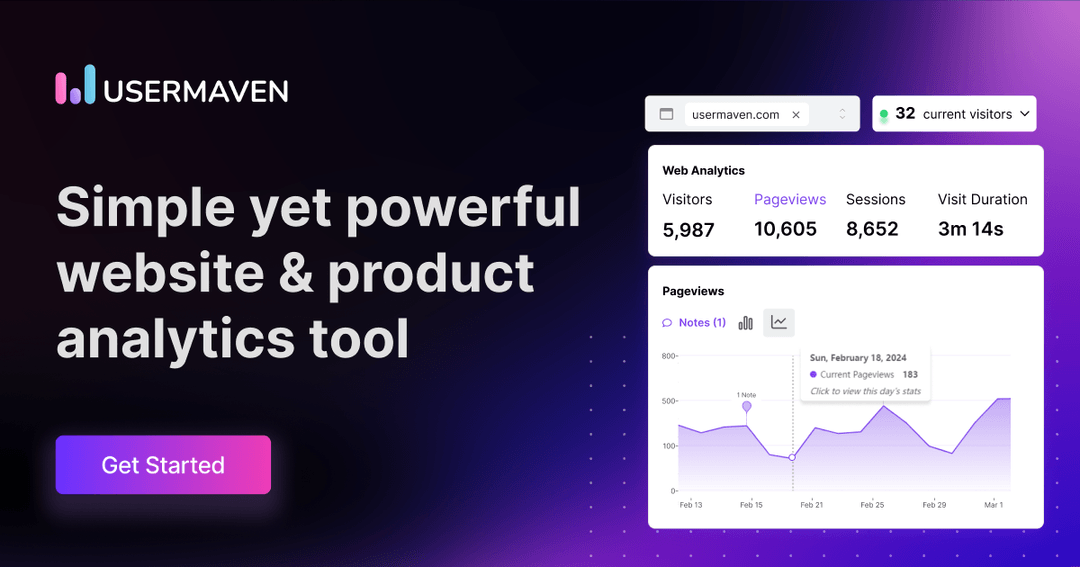 USERMAVEN
Simple yet powerful
website & product
analytics tool
Get Started
usermaven.com ×
32 current visitors
Web Analytics
Visitors Pageviews Sessions Visit Duration
5,987 10,605 8,652 3m 14s
Pageviews
Notes (1)
Sun, February 18, 2024
Current Pageviews 183
Click to view this day's stats
1 Note
800
500
100
0
Feb 13 Feb 15 Feb 21 Feb 25 Feb 29 Mar 1